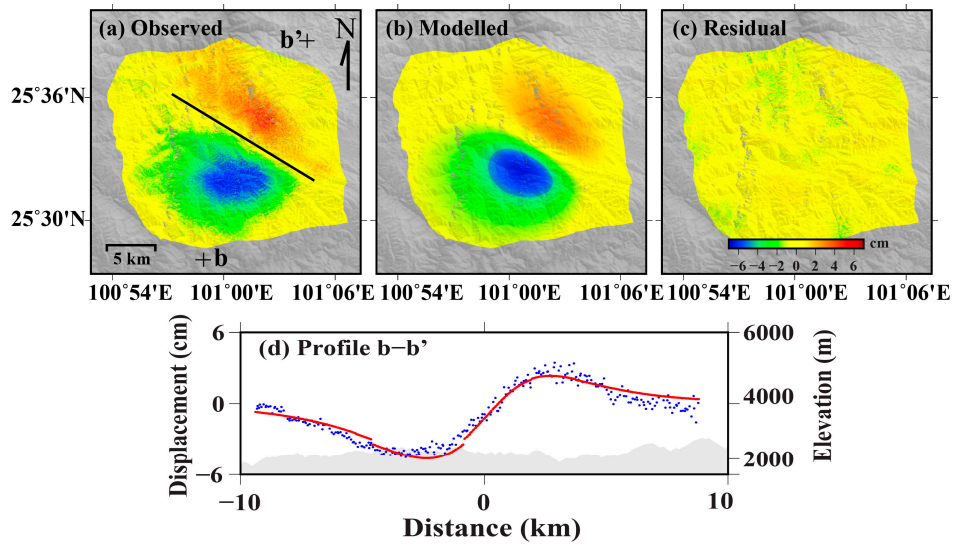 (a) Observed
b'+
N
+b
5 km
(b) Modelled
(c) Residual
cm
−6 −4 −2 0 2 4 6
25°36'N
25°30'N
100°54'E 101°00'E 101°06'E
100°54'E 101°00'E 101°06'E
100°54'E 101°00'E 101°06'E
(d) Profile b−b'
Displacement (cm)
6
0
−6
6000
4000
2000
Elevation (m)
−10 0 10
Distance (km)